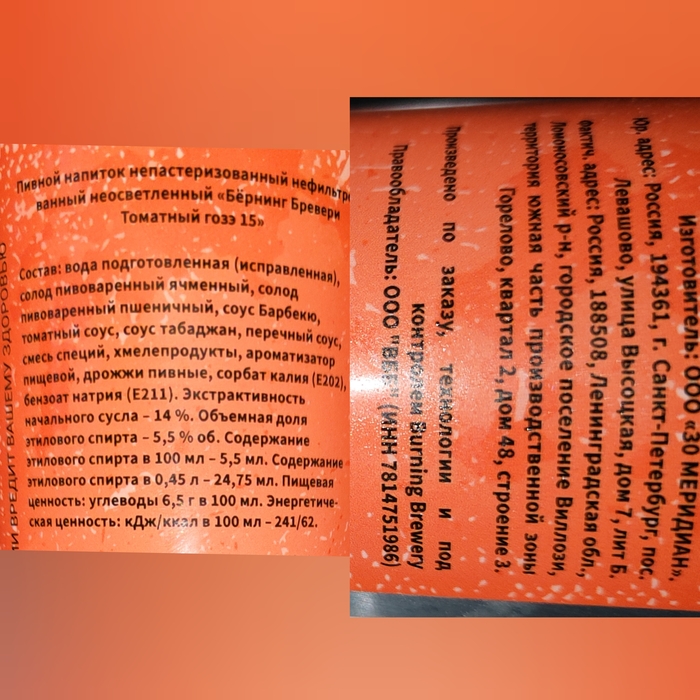 Пивной напиток непастеризованный нефильтро
ванный неосветленный «Бёрнинг Бревери
Томатный гозэ 15»
Состав: вода подготовленная (исправленная),
солод пивоваренный ячменный, солод
пивоваренный пшеничный, соус Барбекю,
томатный соус, соус табаджан, перечный соус,
смесь специй, хмелепродукты, ароматизатор
пищевой, дрожжи пивные, сорбат калия (Е202),
бензоат натрия (Е211). Экстрактивность
начального сусла – 14 %. Объемная доля
этилового спирта – 5,5 % об. Содержание
этилового спирта в 100 мл – 5,5 мл. Содержание
этилового спирта в 0,45 л – 24,75 мл. Пищевая
ценность: углеводы 6,5 г в 100 мл. Энергетиче-
ская ценность: кДж/ккал в 100 мл – 241/62.
И ВРЕДИТ ВАШЕМУ ЗДОРОВЬЮ
Изготовитель: ООО «30 МЕРИДИАН».
Юр. адрес: Россия, 194361, г. Санкт-Петербург, пос.
Левашово, улица Высоцкая, дом 7, лит Б.
Фактич. адрес: Россия, 188508, Ленинградская обл.,
Ломоносовский р-н, городское поселение Виллози,
территория южная часть производственной зоны
Горелово, квартал 2, дом 48, строение 3.
Произведено по заказу, технологии и под
контролем Burning Brewery
Правообладатель: ООО "ВЕР" (ИНН 7814751986)